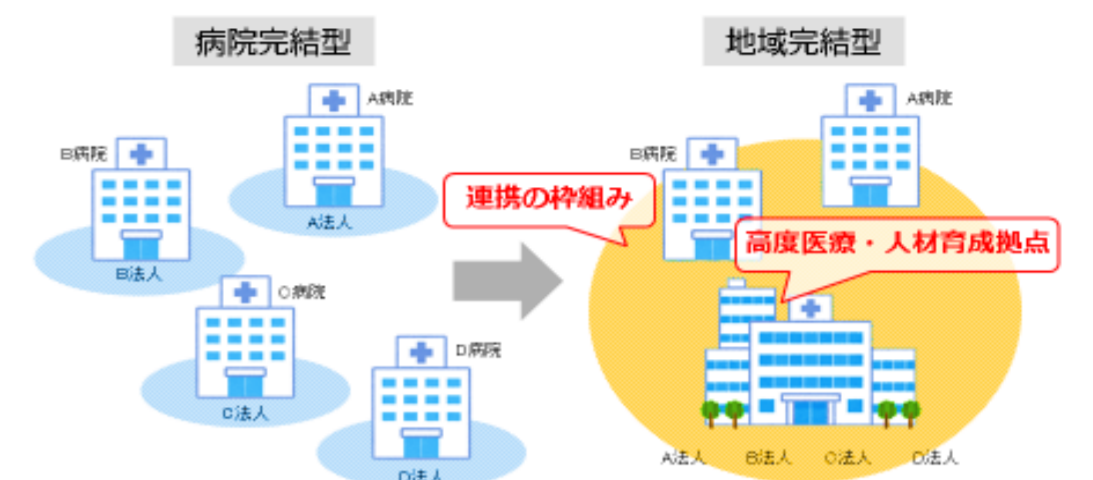 病院完結型
A病院
B病院
A法人
B法人
C病院
C法人
D病院
D法人
地域完結型
A病院
B病院
連携の枠組み
高度医療・人材育成拠点
A法人 B法人 C法人 D法人